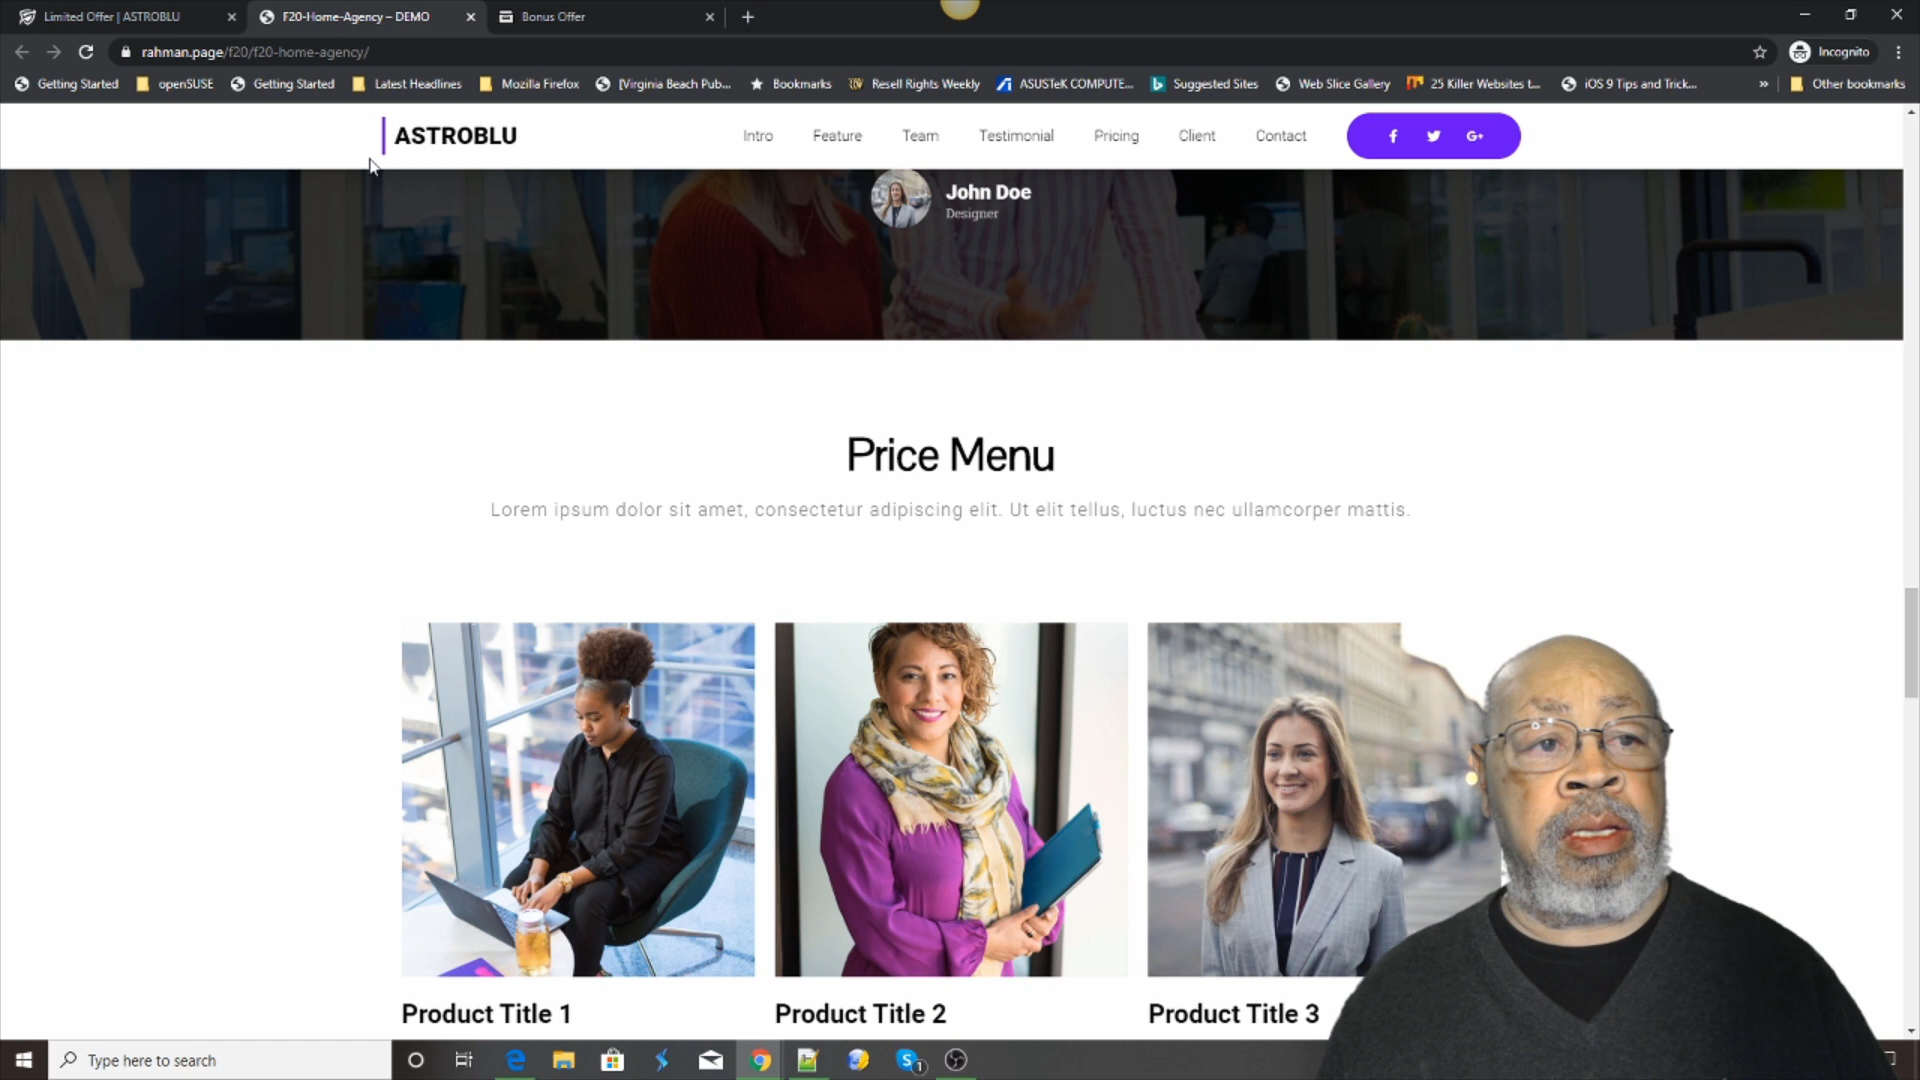 Limited Offer | ASTROBLU
F20-Home-Agency – DEMO
Bonus Offer
rahman.page/f20/f20-home-agency/
Incognito
Getting Started
openSUSE
Getting Started
Latest Headlines
Mozilla Firefox
[Virginia Beach Pub...
Bookmarks
Resell Rights Weekly
ASUSTeK COMPUTE...
Suggested Sites
Web Slice Gallery
25 Killer Websites t...
iOS 9 Tips and Trick...
»
Other bookmarks
ASTROBLU
Intro
Feature
Team
Testimonial
Pricing
Client
Contact
John Doe
Designer
Price Menu
Lorem ipsum dolor sit amet, consectetur adipiscing elit. Ut elit tellus, luctus nec ullamcorper mattis.
Product Title 1
Product Title 2
Product Title 3
Type here to search
1